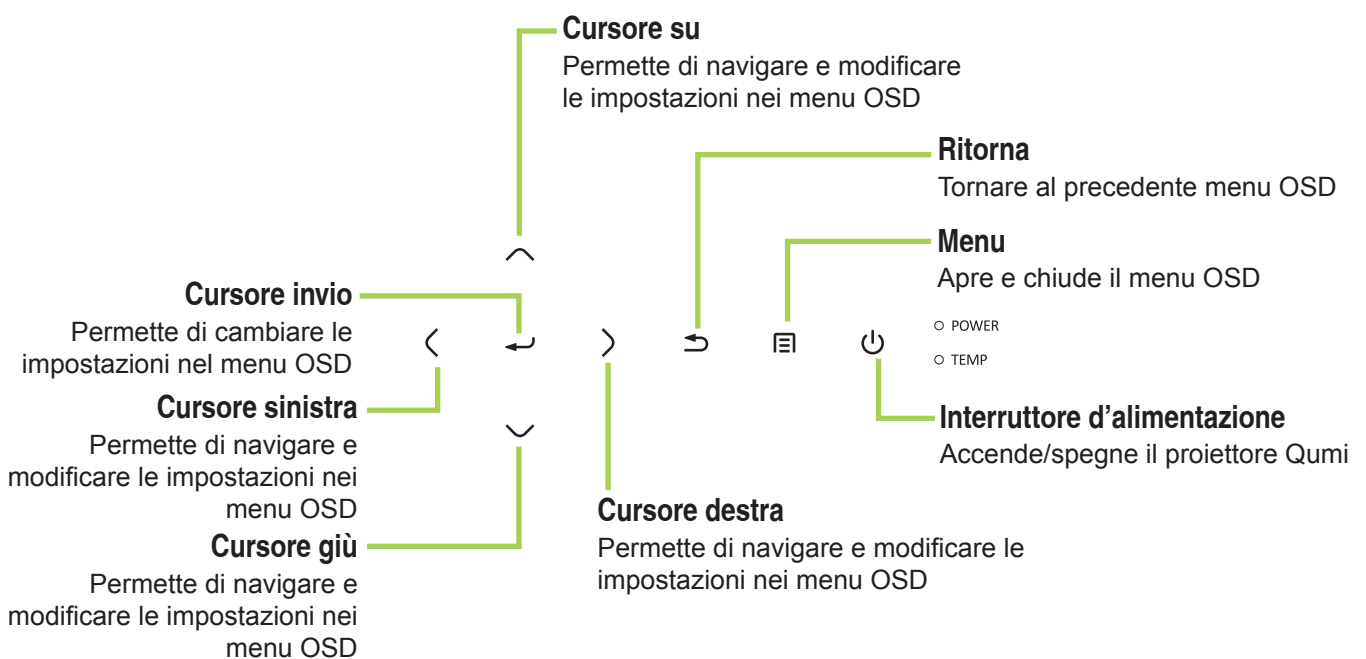 Cursore su
Permette di navigare e modificare
le impostazioni nei menu OSD
Ritorna
Tornare al precedente menu OSD
Menu
Apre e chiude il menu OSD
Cursore invio
Permette di cambiare le
impostazioni nel menu OSD
POWER
TEMP
Cursore sinistra
Permette di navigare e
modificare le impostazioni nei
menu OSD
Interruttore d’alimentazione
Accende/spegne il proiettore Qumi
Cursore destra
Permette di navigare e modificare le
impostazioni nei menu OSD
Cursore giù
Permette di navigare e
modificare le impostazioni nei
menu OSD